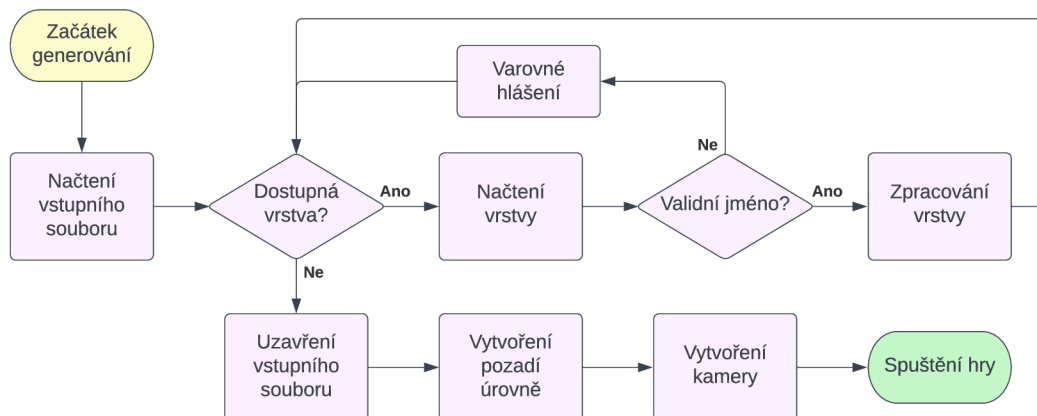 Začátek
generování
Varovné
hlášení
Ne
Načtení
vstupního
souboru
Dostupná
vrstva?
Ano
Načtení
vrstvy
Validní jméno?
Ano
Zpracování
vrstvy
Ne
Uzavření
vstupního
souboru
Vytvoření
pozadí
úrovně
Vytvoření
kamery
Spuštění hry